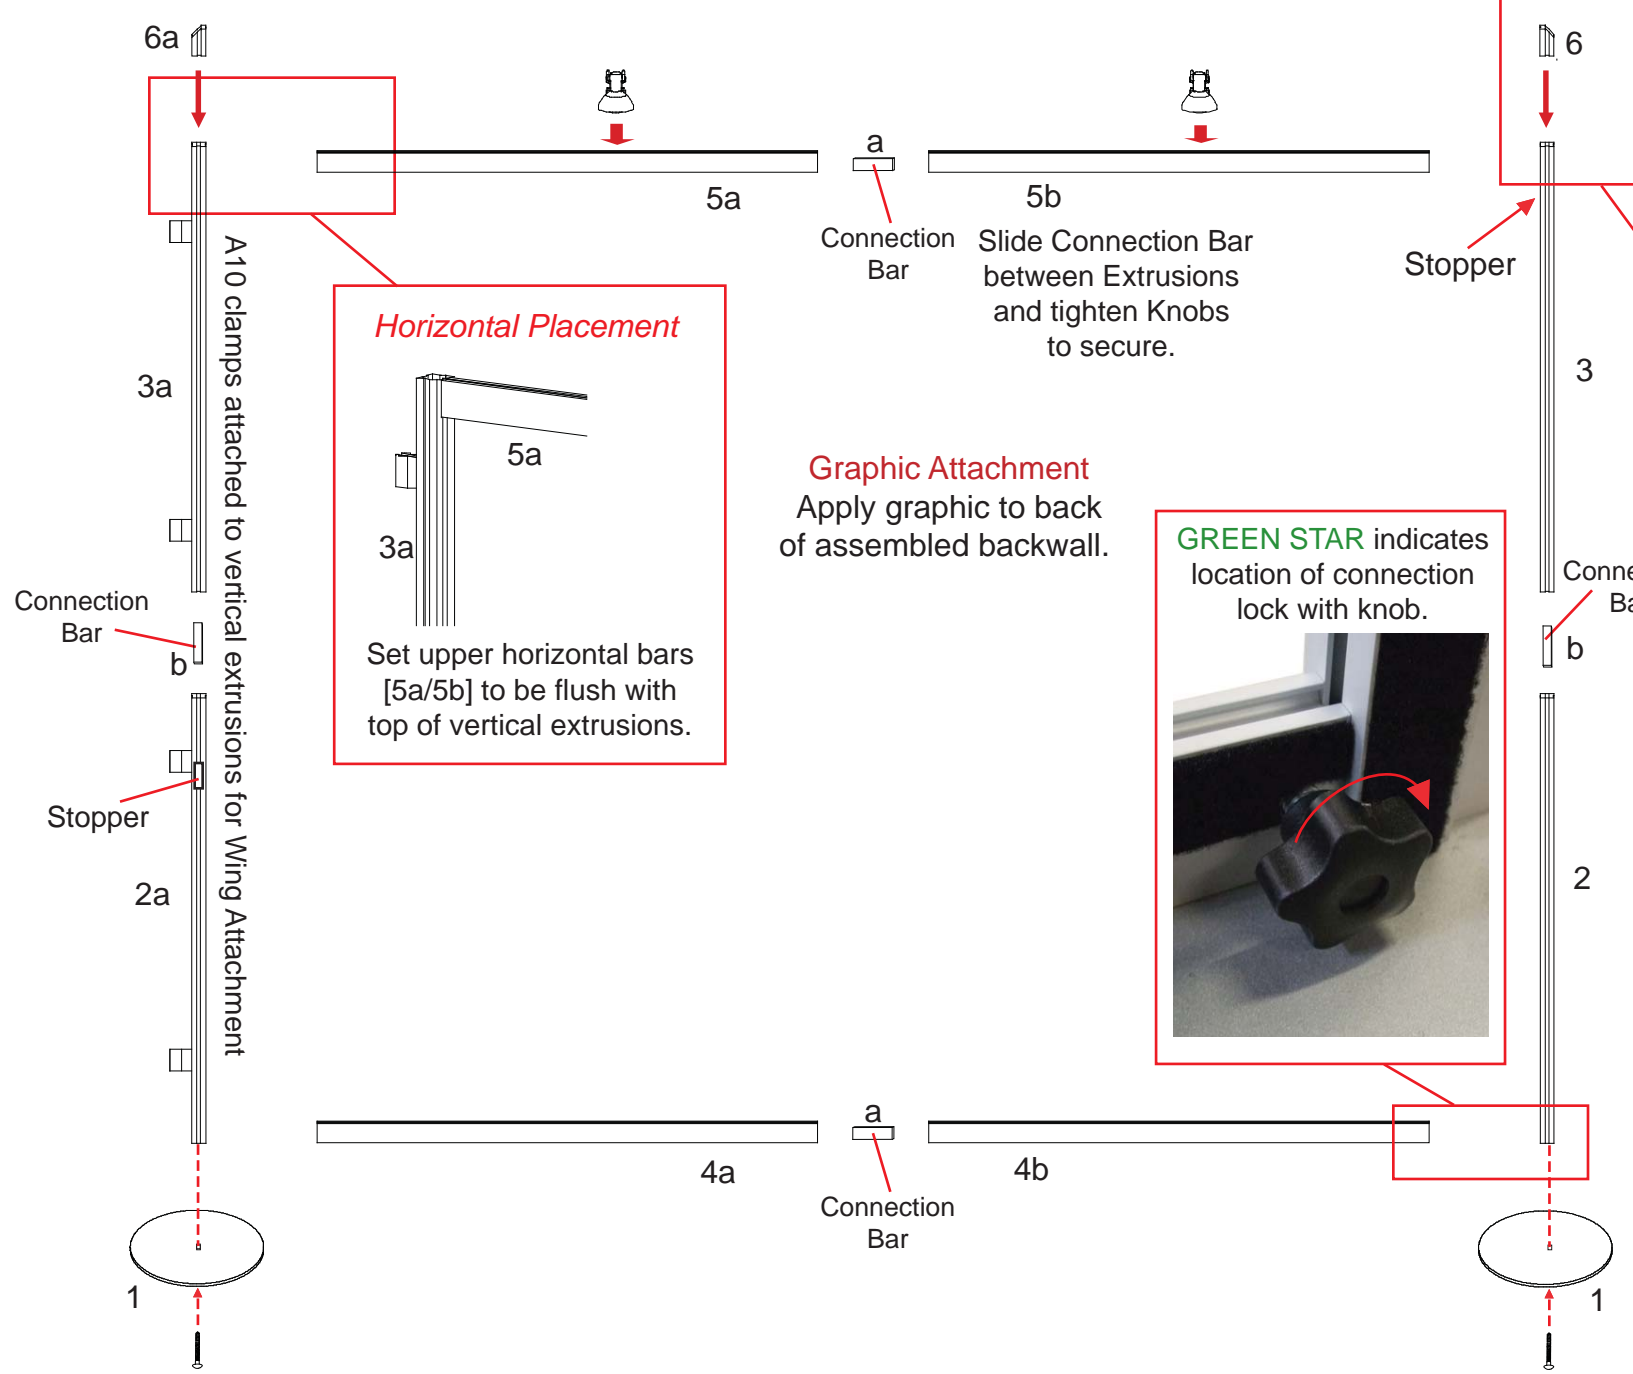 6a
6
a
5a
5b
Connection
Bar
Slide Connection Bar
between Extrusions
and tighten Knobs
to secure.
Stopper
A10 clamps attached to vertical extrusions for Wing Attachment
Horizontal Placement
3a
5a
3a
3
Set upper horizontal bars
[5a/5b] to be flush with
top of vertical extrusions.
Graphic Attachment
Apply graphic to back
of assembled backwall.
GREEN STAR indicates
location of connection
lock with knob.
Connection
Bar
b
b
Stopper
2a
2
a
4a
4b
Connection
Bar
1
1